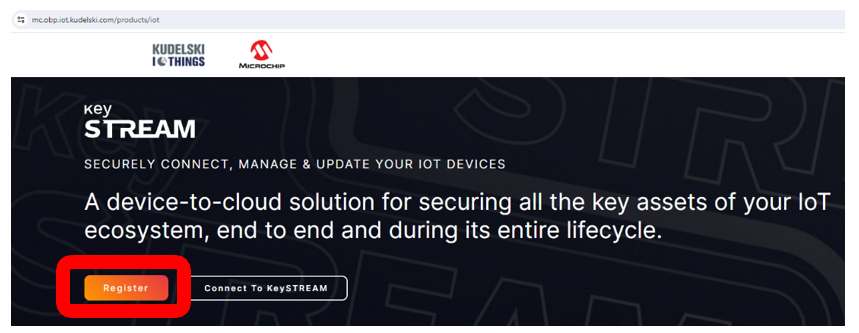 mc.obp.iot.kudelski.com/products/iot
KUDELSKI
IOTHINGS
MICROCHIP
Key
STREAM
SECURELY CONNECT, MANAGE & UPDATE YOUR IOT DEVICES
A device-to-cloud solution for securing all the key assets of your IoT
ecosystem, end to end and during its entire lifecycle.
Register
Connect To KeySTREAM